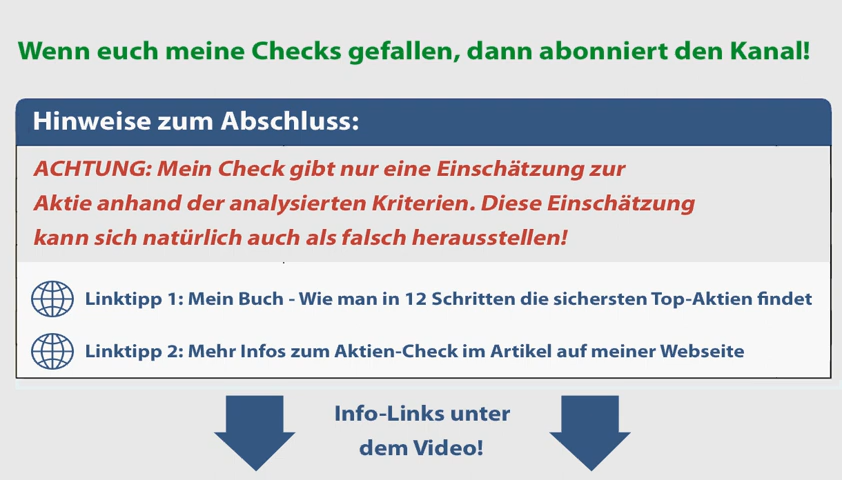 Wenn euch meine Checks gefallen, dann abonniert den Kanal!
Hinweise zum Abschluss:
ACHTUNG: Mein Check gibt nur eine Einschätzung zur
Aktie anhand der analysierten Kriterien. Diese Einschätzung
kann sich natürlich auch als falsch herausstellen!
Linktipp 1: Mein Buch - Wie man in 12 Schritten die sichersten Top-Aktien findet
Linktipp 2: Mehr Infos zum Aktien-Check im Artikel auf meiner Webseite
Info-Links unter
dem Video!